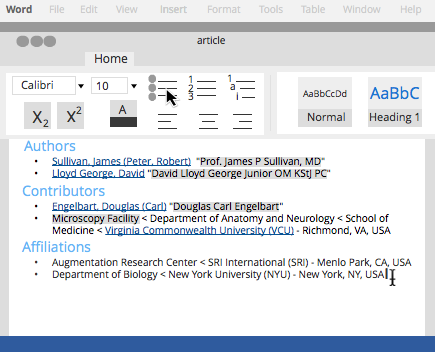 Word File Edit View Insert Format Tools Table Window Help
article
Home
Calibri 10
1
2
3
1
a
i
X2 X2 A
AaBbCcDd AaBbC
Normal Heading 1
Authors
• Sullivan, James (Peter, Robert) "Prof. James P Sullivan, MD"
• Lloyd George, David "David Lloyd George Junior OM KStJ PC"
Contributors
• Engelbart, Douglas (Carl) "Douglas Carl Engelbart"
• Microscopy Facility < Department of Anatomy and Neurology < School of
Medicine < Virginia Commonwealth University (VCU) - Richmond, VA, USA
Affiliations
• Augmentation Research Center < SRI International (SRI) - Menlo Park, CA, USA
• Department of Biology < New York University (NYU) - New York, NY, USA